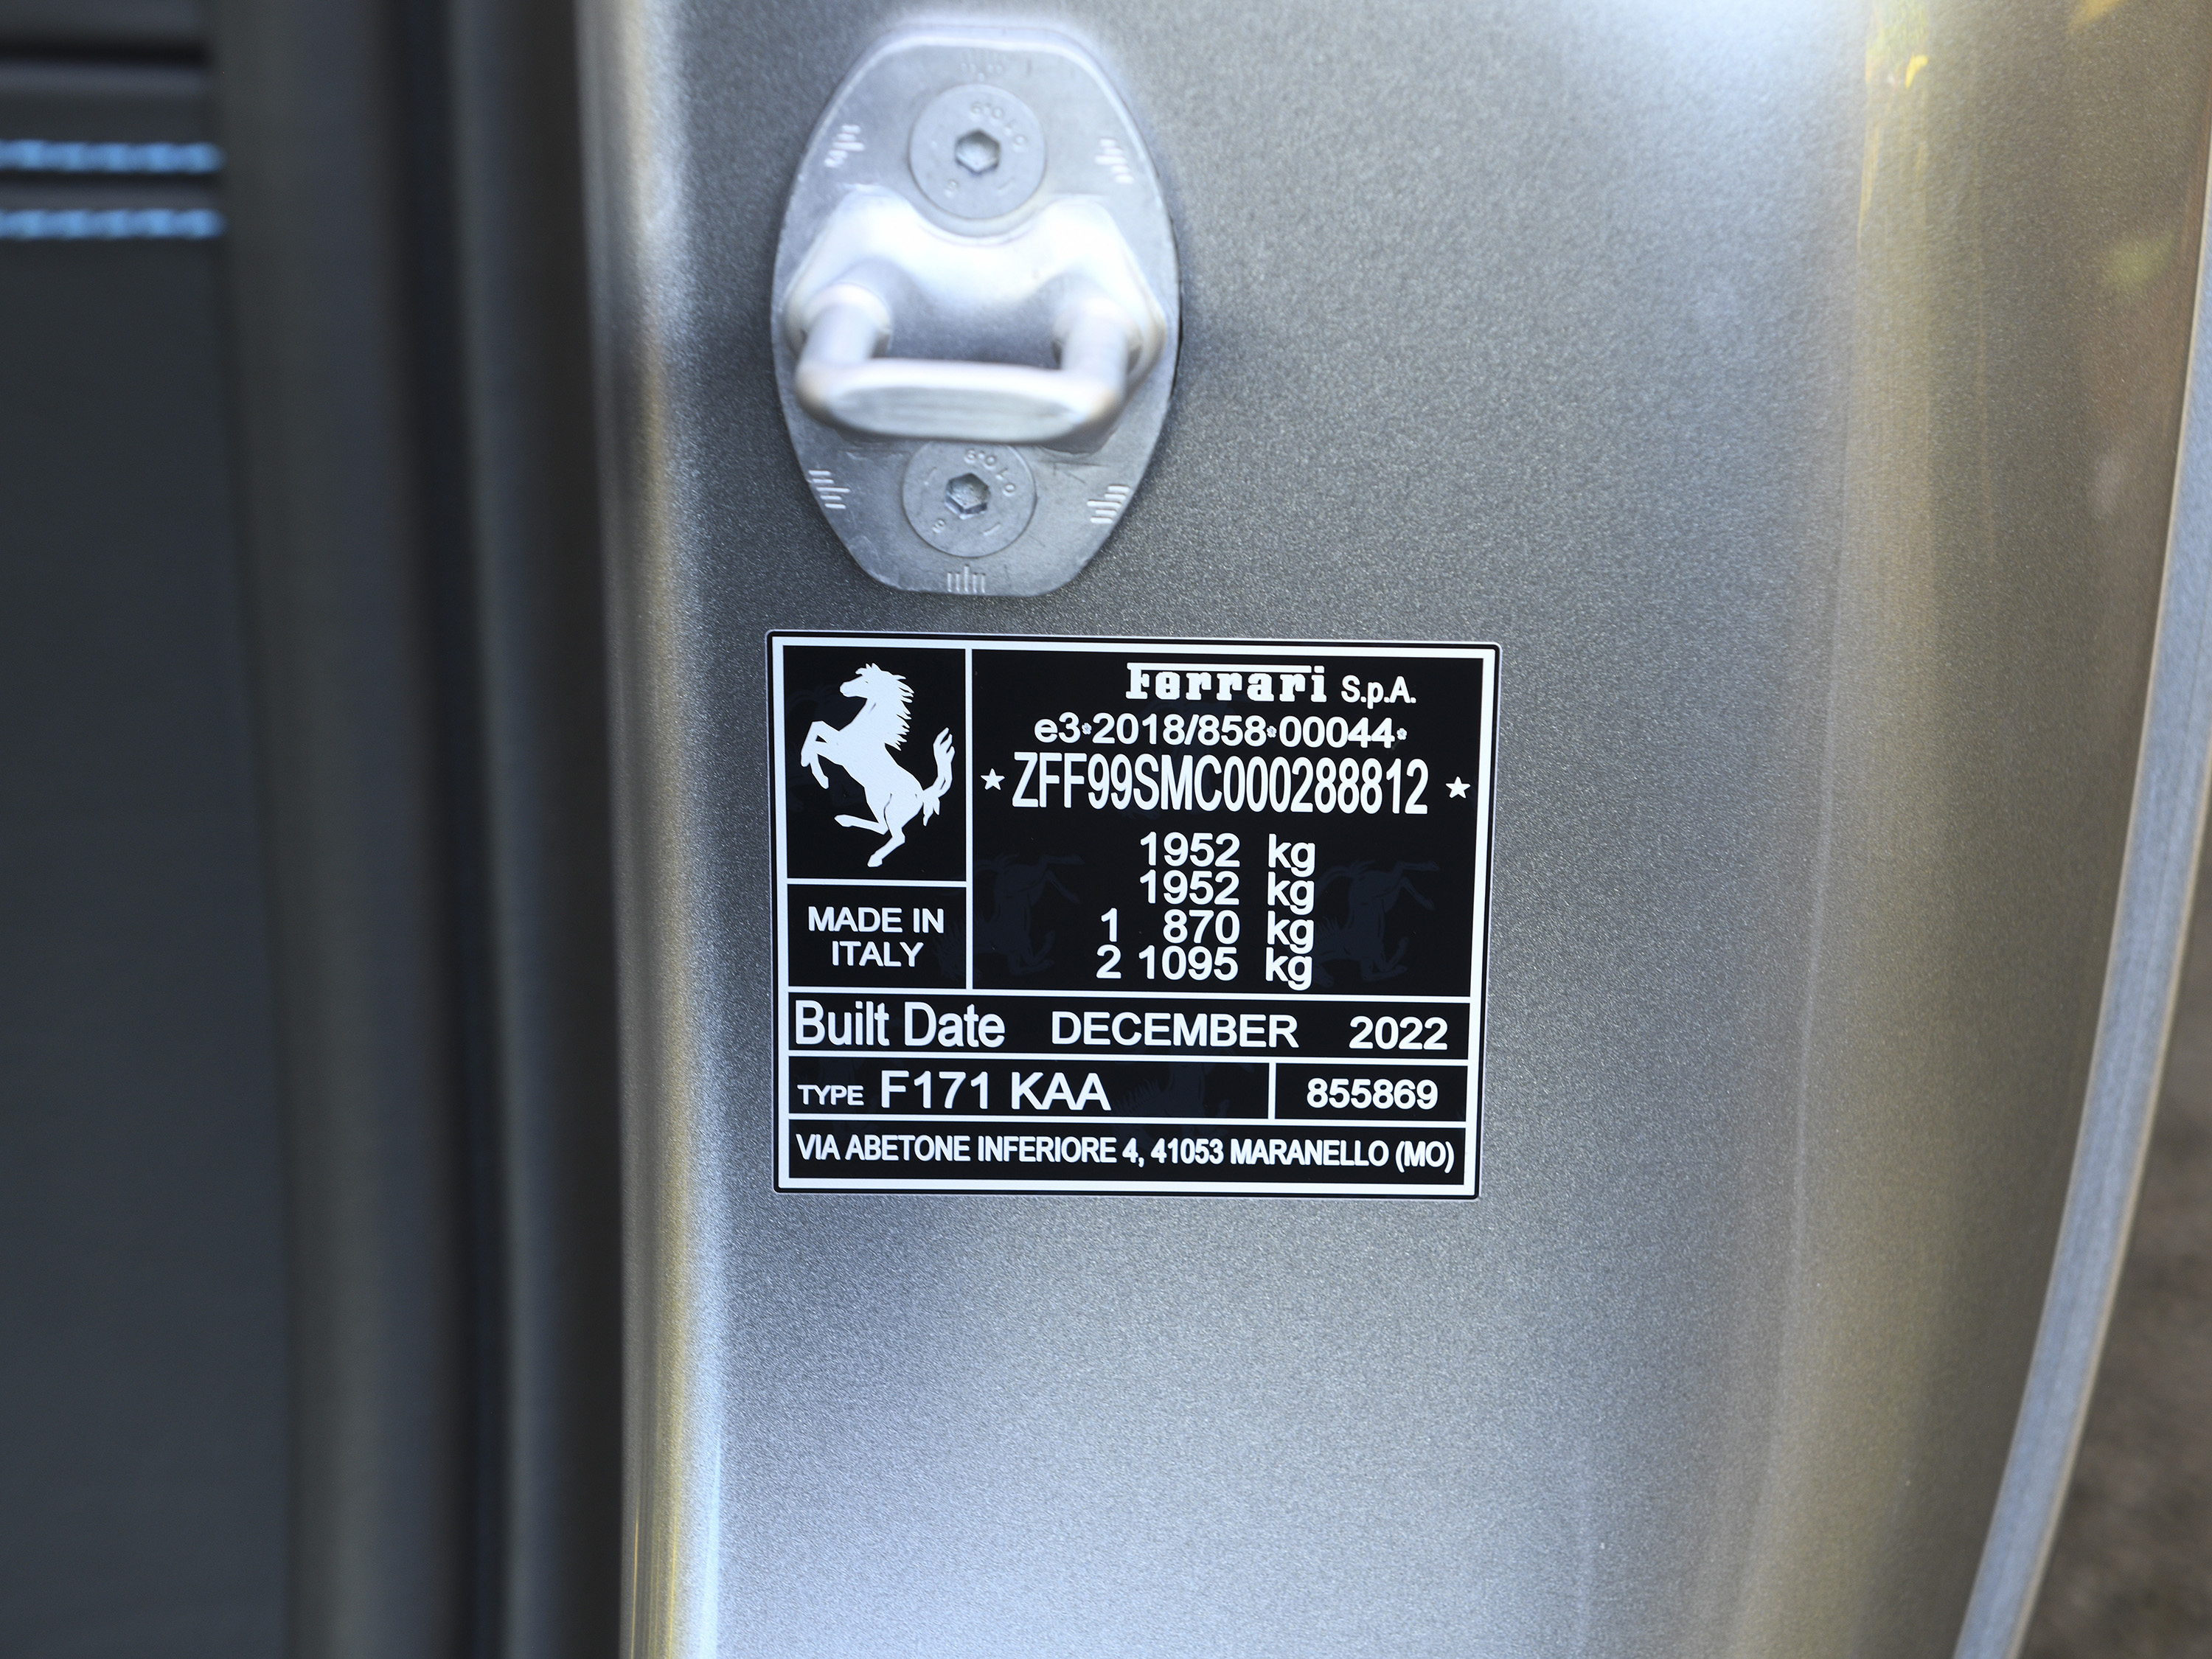 Ferrari S.p.A.
e3*2018/858*00044*
★ ZFF99SMC000288812 ★
1952 kg
1952 kg
1 870 kg
2 1095 kg
MADE IN
ITALY
Built Date DECEMBER 2022
TYPE F171 KAA 855869
VIA ABETONE INFERIORE 4, 41053 MARANELLO (MO)